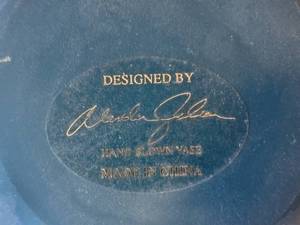 DESIGNED BY
HAND BLOWN VASE
MADE IN CHINA